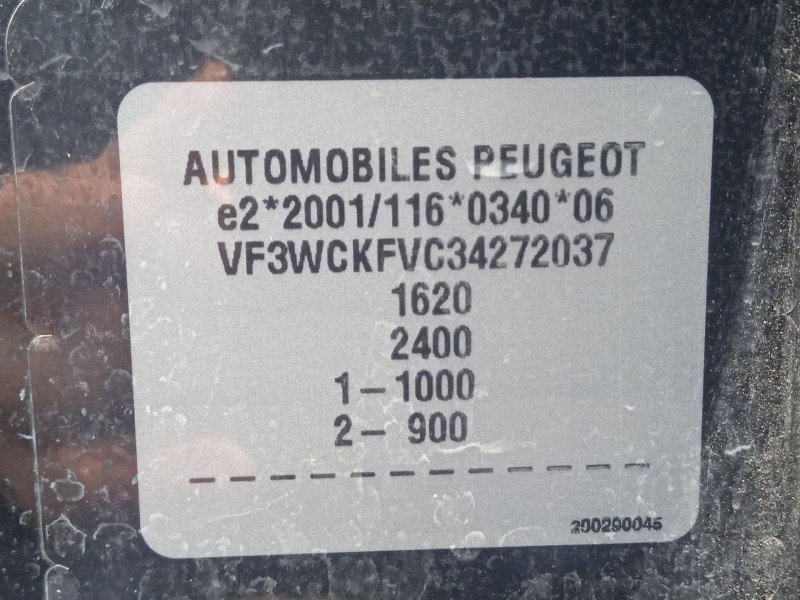 AUTOMOBILES PEUGEOT
e2*2001/116*0340*06
VF3WCKFVC34272037
1620
2400
1- 1000
2- 900
200290045